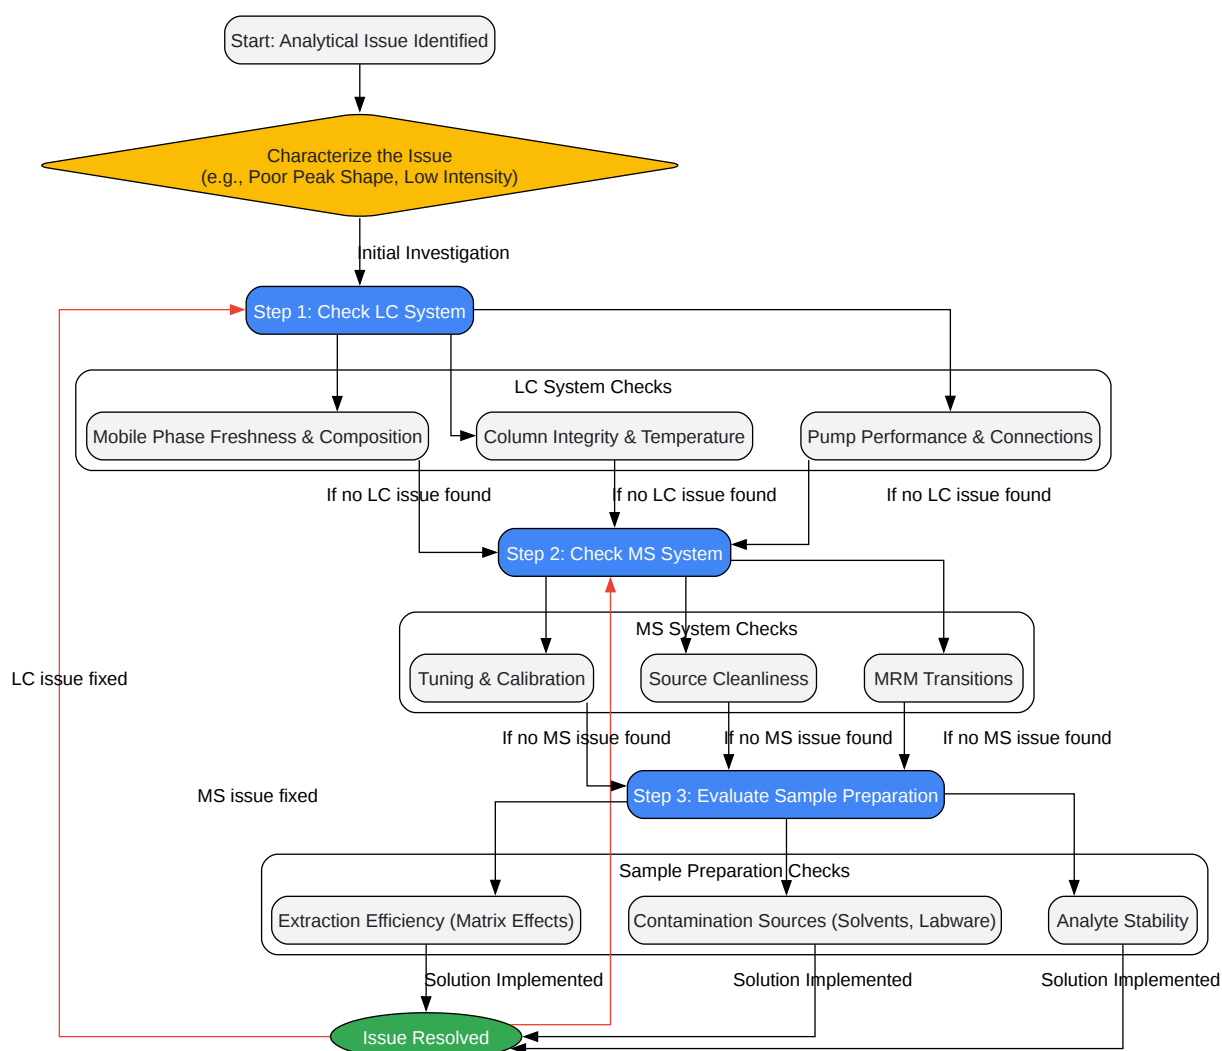 Start: Analytical Issue Identified
Characterize the Issue
(e.g., Poor Peak Shape, Low Intensity)
Initial Investigation
Step 1: Check LC System
LC System Checks
Mobile Phase Freshness & Composition
Column Integrity & Temperature
Pump Performance & Connections
If no LC issue found
If no LC issue found
If no LC issue found
Step 2: Check MS System
MS System Checks
Tuning & Calibration
Source Cleanliness
MRM Transitions
LC issue fixed
If no MS issue found
If no MS issue found
If no MS issue found
MS issue fixed
Step 3: Evaluate Sample Preparation
Sample Preparation Checks
Extraction Efficiency (Matrix Effects)
Contamination Sources (Solvents, Labware)
Analyte Stability
Solution Implemented
Solution Implemented
Solution Implemented
Issue Resolved